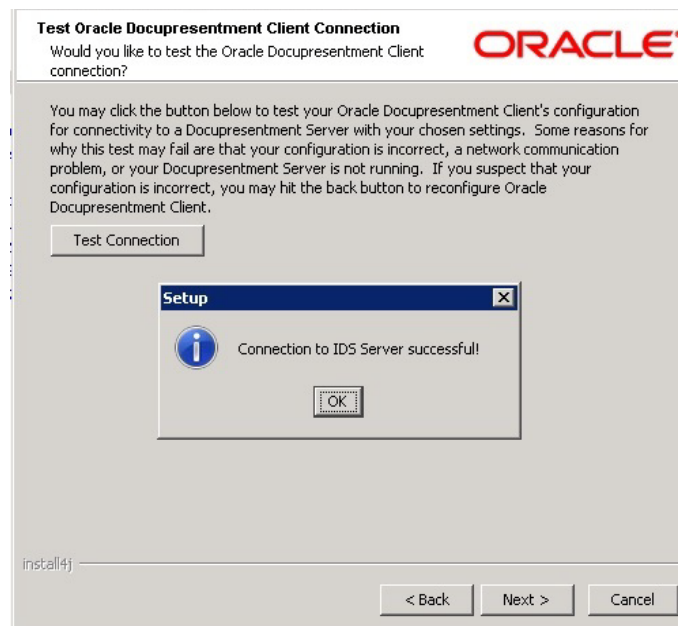 Test Oracle Docupresentment Client Connection
Would you like to test the Oracle Docupresentment Client
connection?
ORACLE
You may click the button below to test your Oracle Docupresentment Client's configuration
for connectivity to a Docupresentment Server with your chosen settings. Some reasons for
why this test may fail are that your configuration is incorrect, a network communication
problem, or your Docupresentment Server is not running. If you suspect that your
configuration is incorrect, you may hit the back button to reconfigure Oracle
Docupresentment Client.
Test Connection
Setup
Connection to IDS Server successful!
OK
install4j
< Back
Next >
Cancel